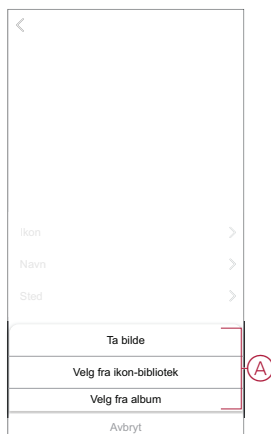 Ikon
Navn
Sted
Ta bilde
Velg fra ikon-bibliotek
A
Velg fra album
Avbryt